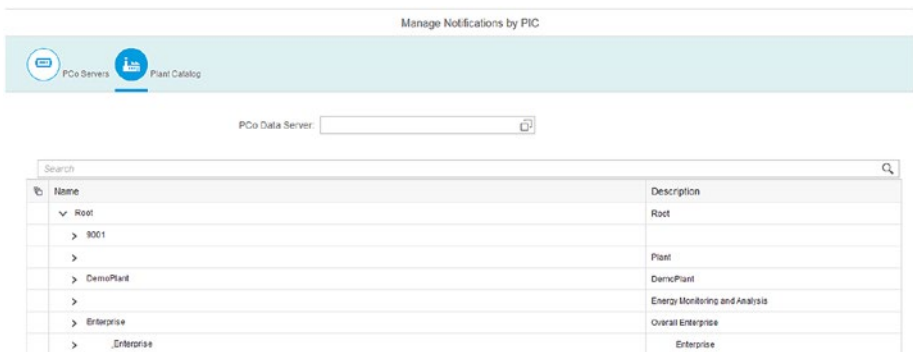 Manage Notifications by PIC
PCo Servers
Plant Catalog
PCo Data Server:
Search
Name Description
Root Root
9001
Plant
DemoPlant DemoPlant
Energy Monitoring and Analysis
Enterprise Overall Enterprise
,Enterprise Enterprise